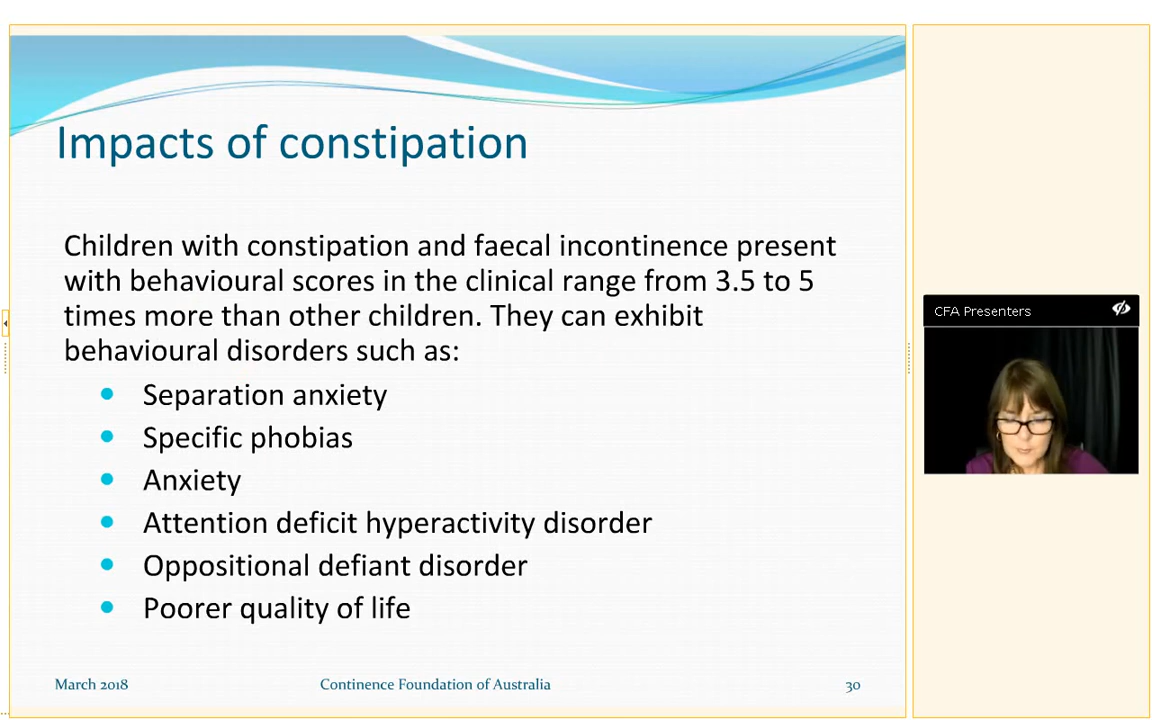 Impacts of constipation
Children with constipation and faecal incontinence present
with behavioural scores in the clinical range from 3.5 to 5
times more than other children. They can exhibit
behavioural disorders such as:
Separation anxiety
Specific phobias
Anxiety
Attention deficit hyperactivity disorder
Oppositional defiant disorder
Poorer quality of life
March 2018
Continence Foundation of Australia
30
CFA Presenters